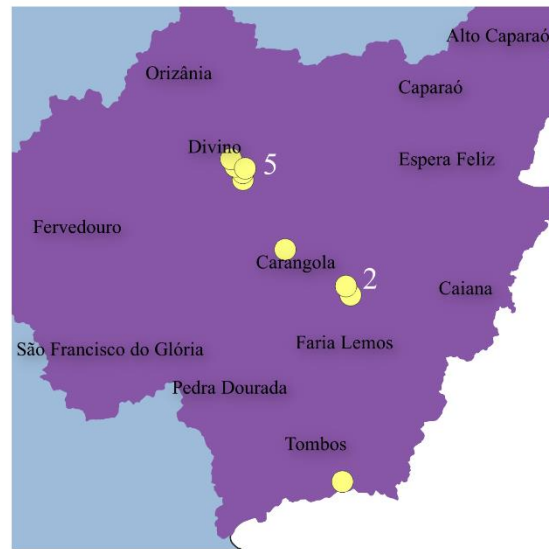 Alto Caparaó
Orizânia
Caparaó
Divino
5
Espera Feliz
Fervedouro
Carangola
2
Caiana
São Francisco do Glória
Faria Lemos
Pedra Dourada
Tombos